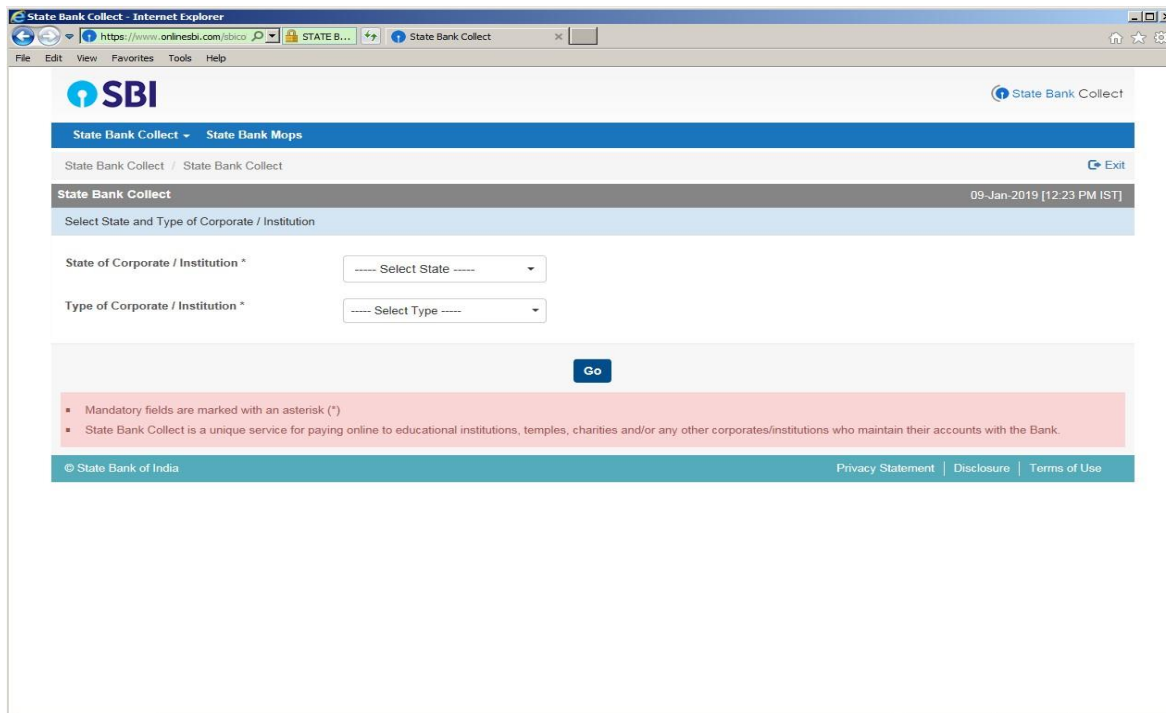 State Bank Collect - Internet Explorer
https://www.onlinesbi.com/sbico STATE B... State Bank Collect
File Edit View Favorites Tools Help
SBI
State Bank Collect
State Bank Collect State Bank Mops
State Bank Collect / State Bank Collect Exit
State Bank Collect 09-Jan-2019 [12:23 PM IST]
Select State and Type of Corporate / Institution
State of Corporate / Institution * ----- Select State -----
Type of Corporate / Institution * ----- Select Type -----
Go
Mandatory fields are marked with an asterisk (*)
State Bank Collect is a unique service for paying online to educational institutions, temples, charities and/or any other corporates/institutions who maintain their accounts with the Bank.
© State Bank of India Privacy Statement | Disclosure | Terms of Use